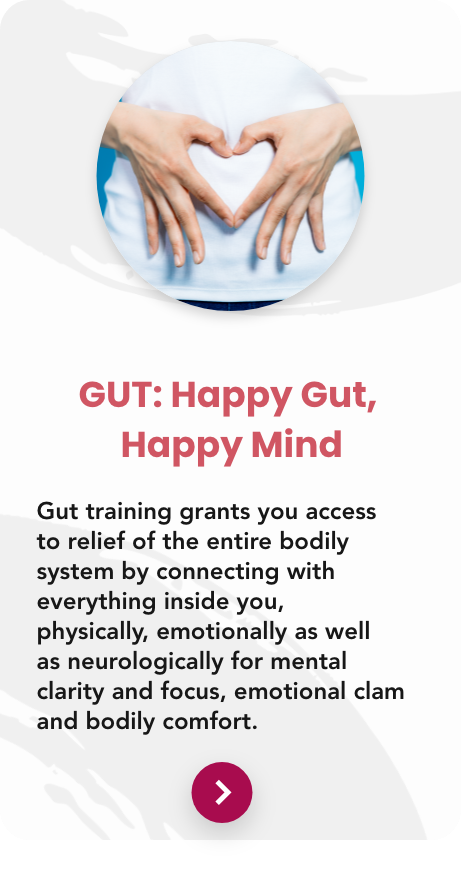 GUT: Happy Gut,
Happy Mind
Gut training grants you access
to relief of the entire bodily
system by connecting with
everything inside you,
physically, emotionally as well
as neurologically for mental
clarity and focus, emotional clam
and bodily comfort.